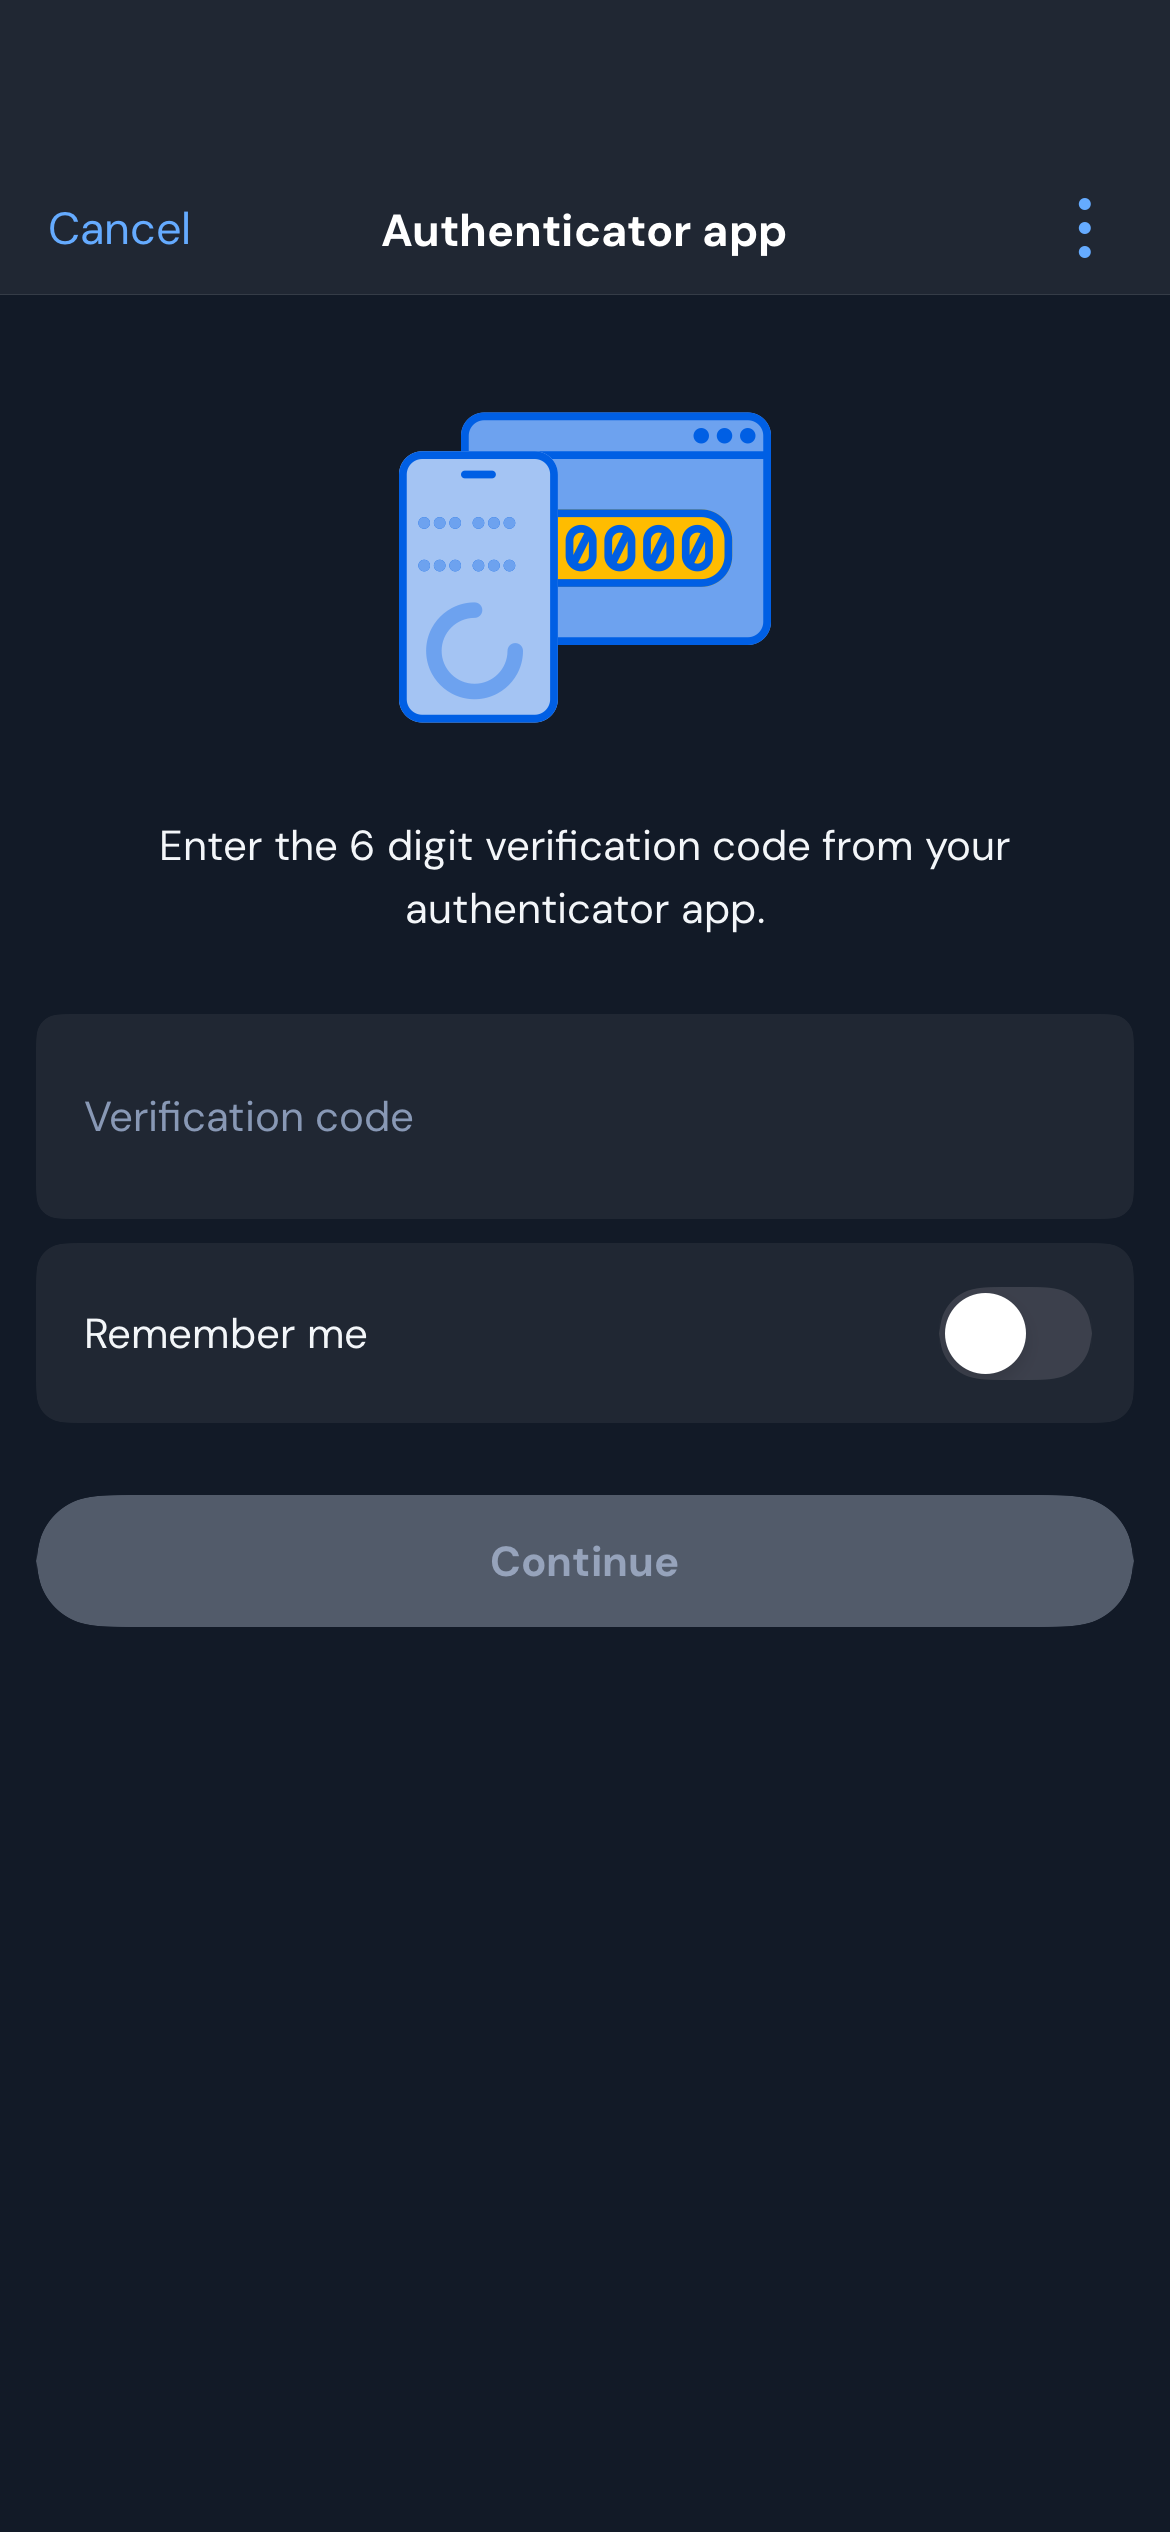 Cancel
Authenticator app
0000
Enter the 6 digit verification code from your
authenticator app.
Verification code
Remember me
Continue